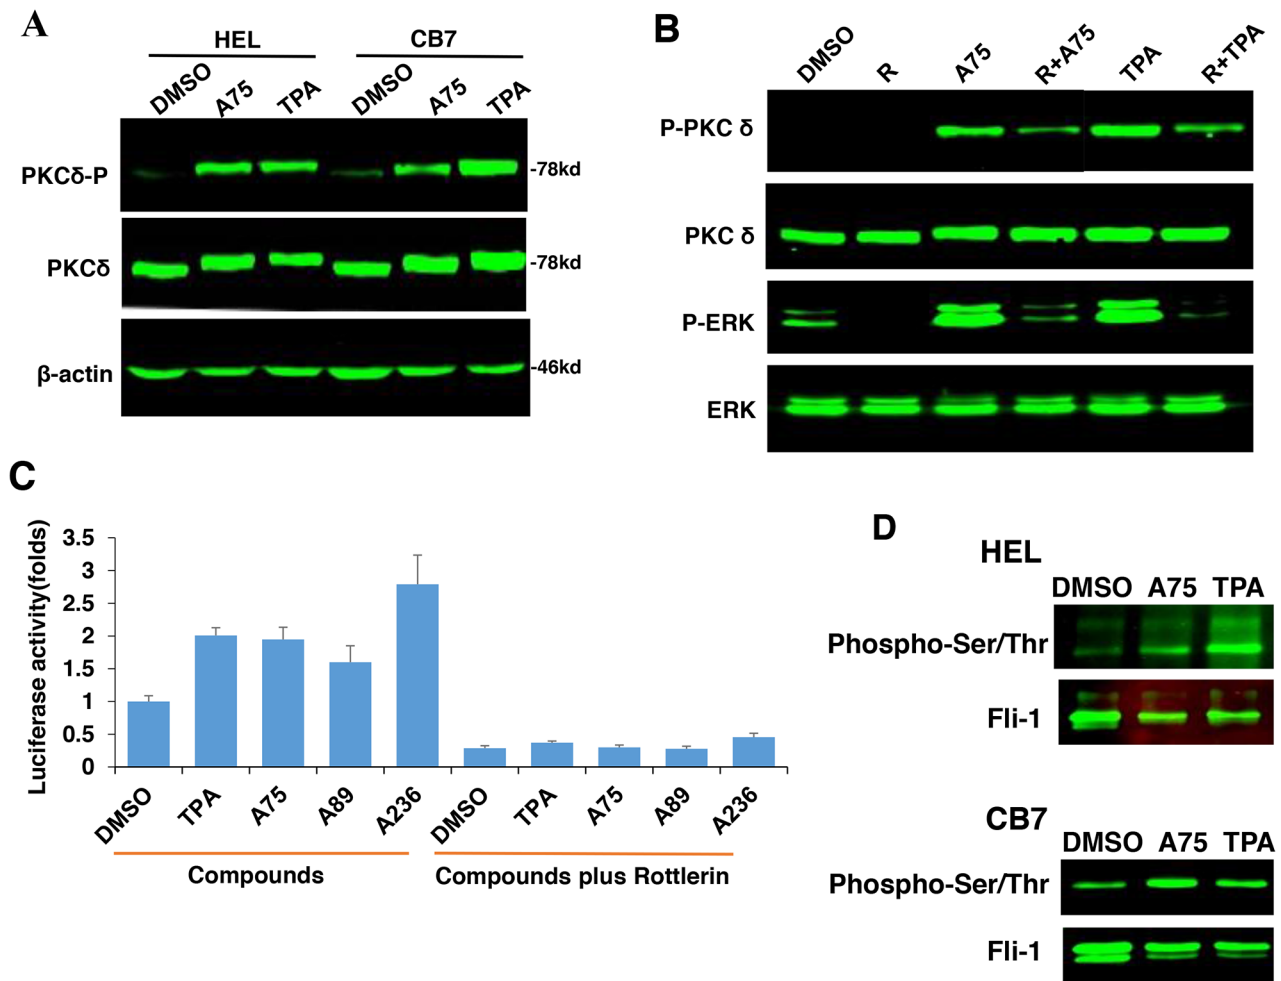 A
HEL CB7
DMSO A75 TPA DMSO A75 TPA
PKCδ-P -78kd
PKCδ -78kd
β-actin -46kd
B
DMSO R A75 R+A75 TPA R+TPA
P-PKC δ
PKC δ
P-ERK
ERK
C
Luciferase activity(folds)
3.5
3
2.5
2
1.5
1
0.5
0
DMSO TPA A75 A89 A236 DMSO TPA A75 A89 A236
Compounds Compounds plus Rottlerin
D
HEL
DMSO A75 TPA
Phospho-Ser/Thr
Fli-1
CB7
DMSO A75 TPA
Phospho-Ser/Thr
Fli-1